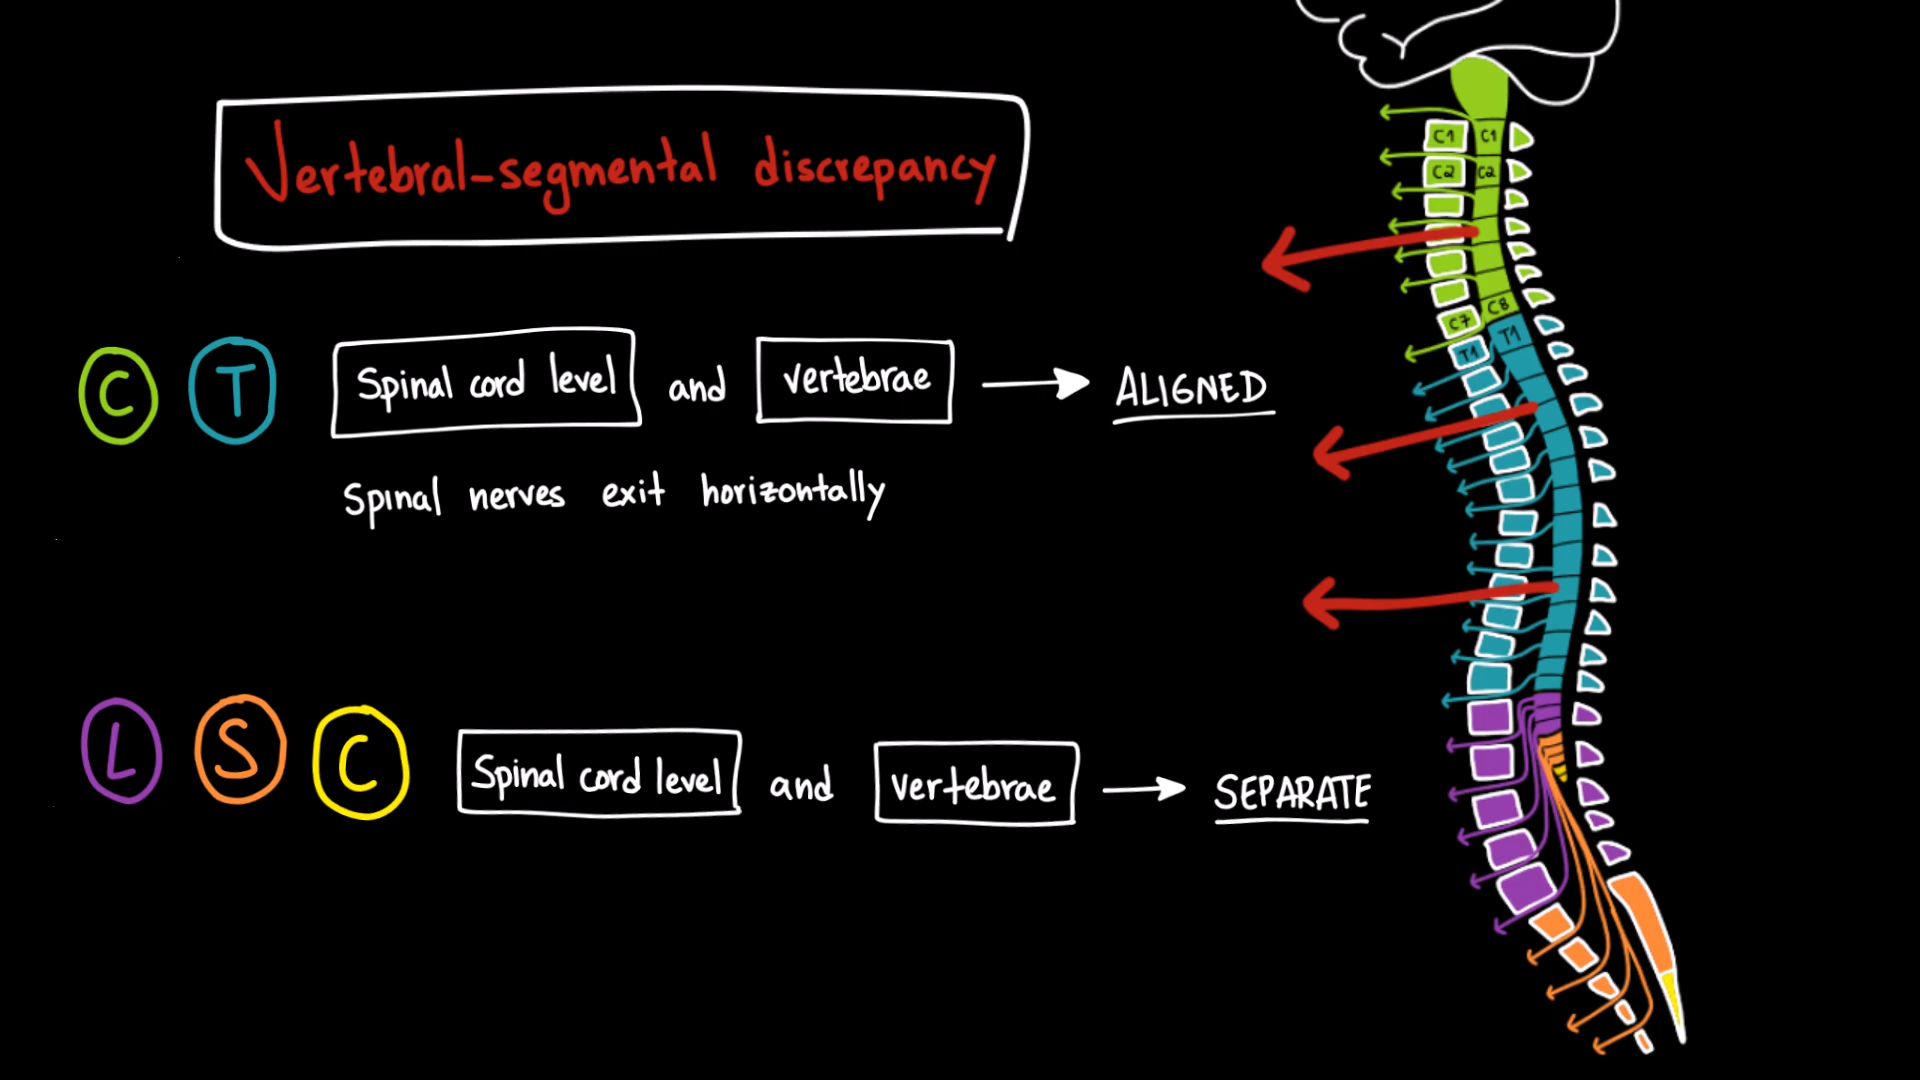 Vertebral-segmental discrepancy
C T Spinal cord level and vertebrae ALIGNED
Spinal nerves exit horizontally
L S C Spinal cord level and vertebrae SEPARATE
C1 C1
C2 C2
C8
C7
T1
T1